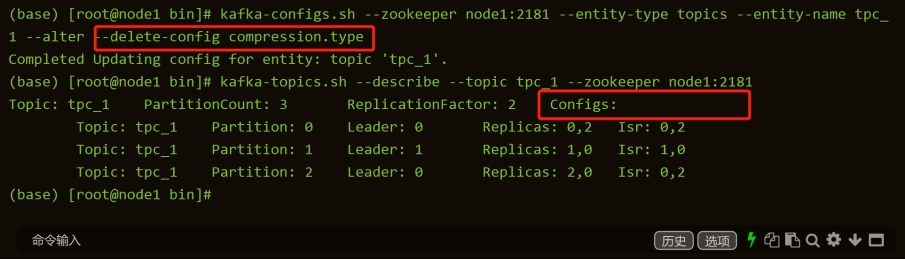 (base) [root@node1 bin]# kafka-configs.sh --zookeeper node1:2181 --entity-type topics --entity-name tpc_
1 --alter --delete-config compression.type
Completed Updating config for entity: topic 'tpc_1'.
(base) [root@node1 bin]# kafka-topics.sh --describe --topic tpc_1 --zookeeper node1:2181
Topic: tpc_1 PartitionCount: 3 ReplicationFactor: 2 Configs:
Topic: tpc_1 Partition: 0 Leader: 0 Replicas: 0,2 Isr: 0,2
Topic: tpc_1 Partition: 1 Leader: 1 Replicas: 1,0 Isr: 1,0
Topic: tpc_1 Partition: 2 Leader: 0 Replicas: 2,0 Isr: 0,2
(base) [root@node1 bin]#
命令输入 历史 选项